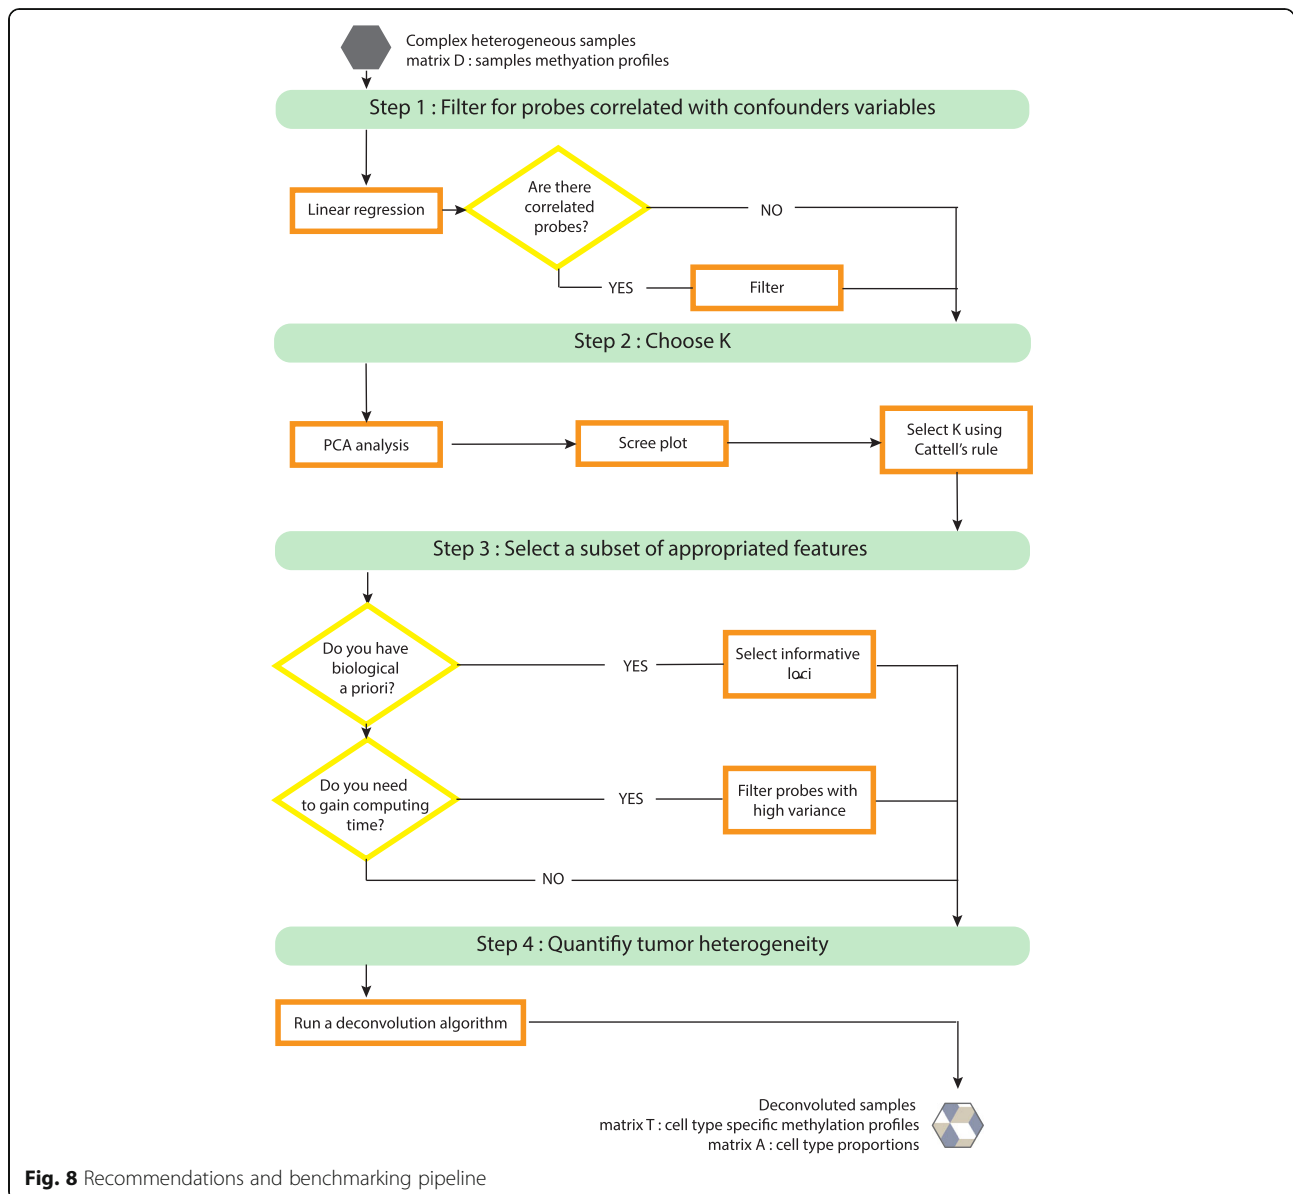 Complex heterogeneous samples
matrix D : samples methyation profiles
Step 1 : Filter for probes correlated with confounders variables
Linear regression
Are there
correlated
probes?
NO
YES
Filter
Step 2 : Choose K
PCA analysis
Scree plot
Select K using
Cattell's rule
Step 3 : Select a subset of appropriated features
Do you have
biological
a priori?
YES
Select informative
loci
Do you need
to gain computing
time?
YES
Filter probes with
high variance
NO
Step 4 : Quantifiy tumor heterogeneity
Run a deconvolution algorithm
Deconvoluted samples
matrix T : cell type specific methylation profiles
matrix A : cell type proportions
Fig. 8 Recommendations and benchmarking pipeline